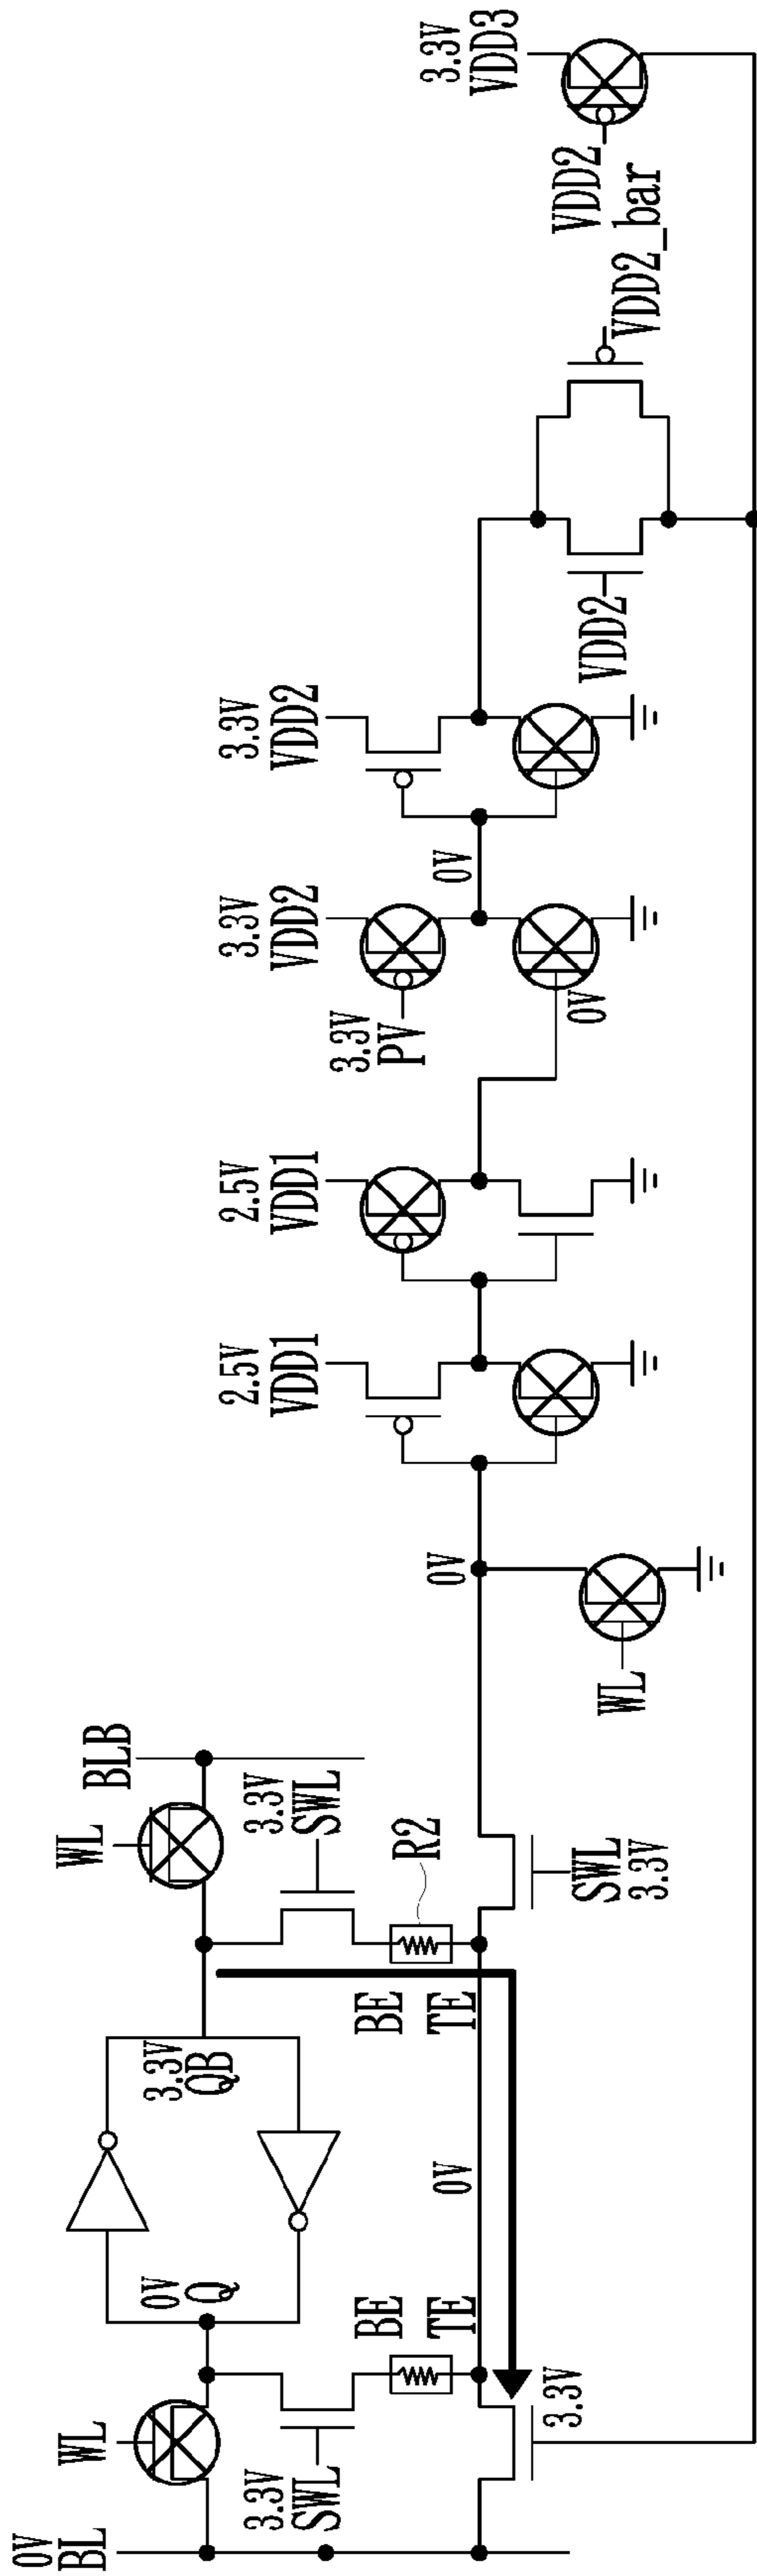 0V
BL
WL
3.3V
SWL
0V
Q
BE
TE
3.3V
3.3V
QB
0V
BE
TE
R2
WL
BLB
3.3V
SWL
SWL
3.3V
0V
WL
2.5V
VDD1
2.5V
VDD1
0V
3.3V
VDD2
3.3V
PV
0V
3.3V
VDD2
VDD2
VDD2_bar
VDD2
3.3V
VDD3